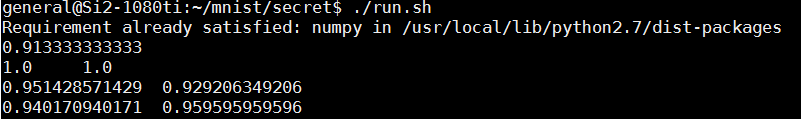 general@Si2-1080ti:~/mnist/secret$ ./run.sh
Requirement already satisfied: numpy in /usr/local/lib/python2.7/dist-packages
0.913333333333
1.0     1.0
0.951428571429  0.929206349206
0.940170940171  0.959595959596